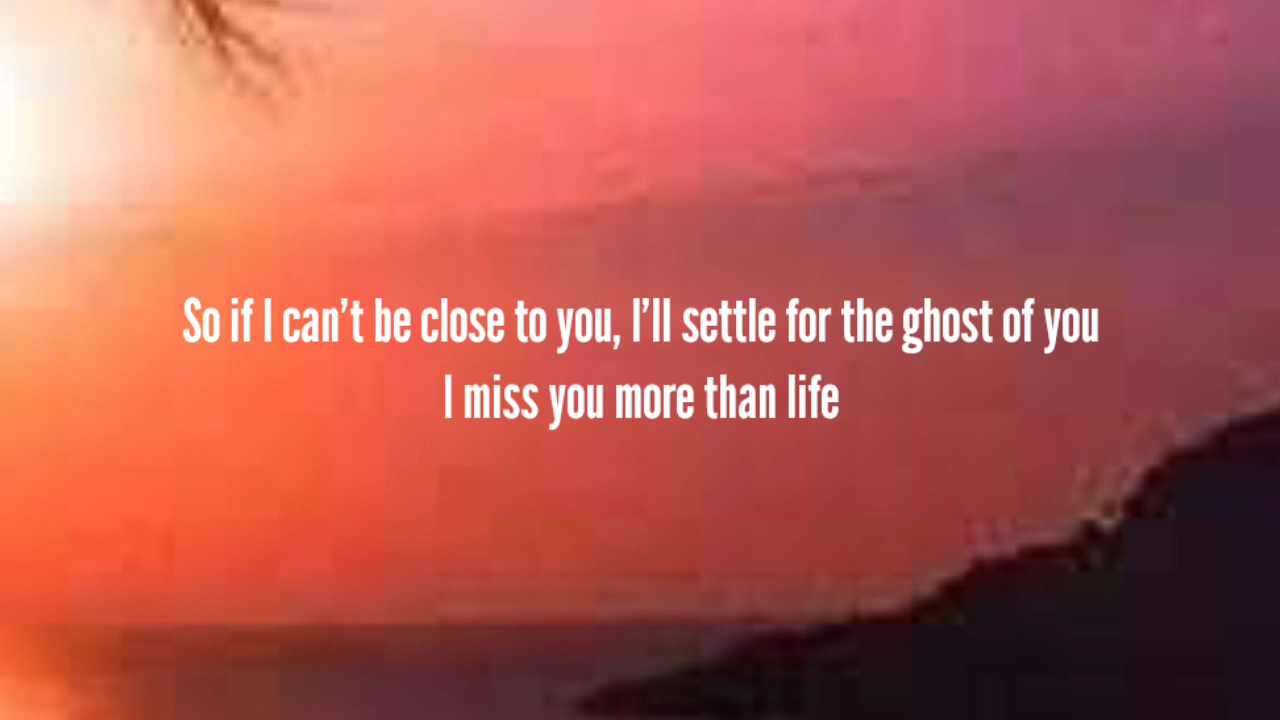 So if I can’t be close to you, I’ll settle for the ghost of you
I miss you more than life